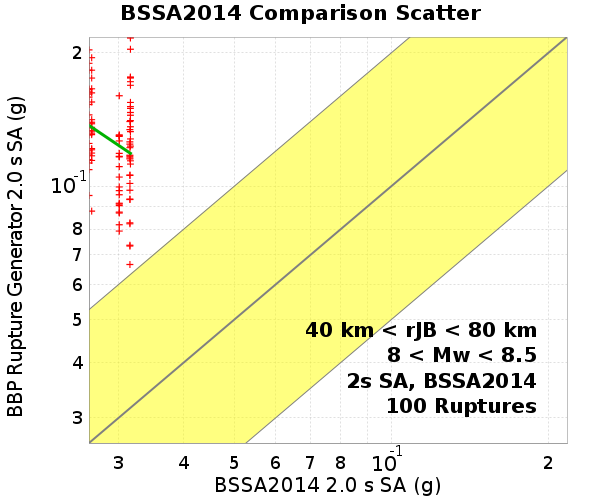 BSSA2014 Comparison Scatter
BBP Rupture Generator 2.0 s SA (g)
2
10-1
8
7
6
5
4
3
40 km < rJB < 80 km
8 < Mw < 8.5
2s SA, BSSA2014
100 Ruptures
3 4 5 6 7 8 10-1 2
BSSA2014 2.0 s SA (g)